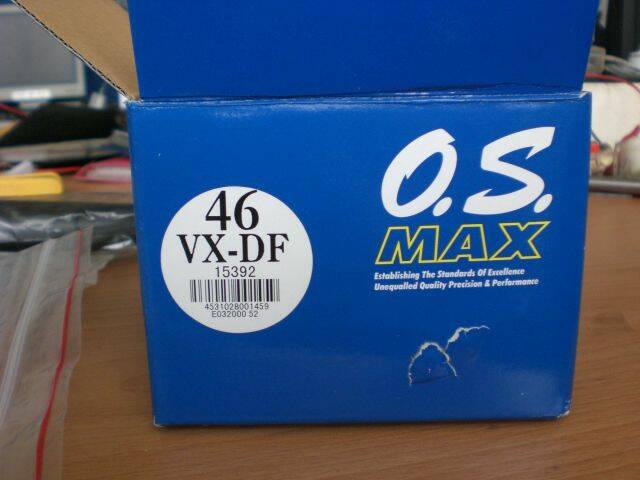 46
VX-DF
15392
4531028001459
E032000 52
O.S.
MAX
Establishing The Standards Of Excellence
Unequalled Quality Precision & Performance